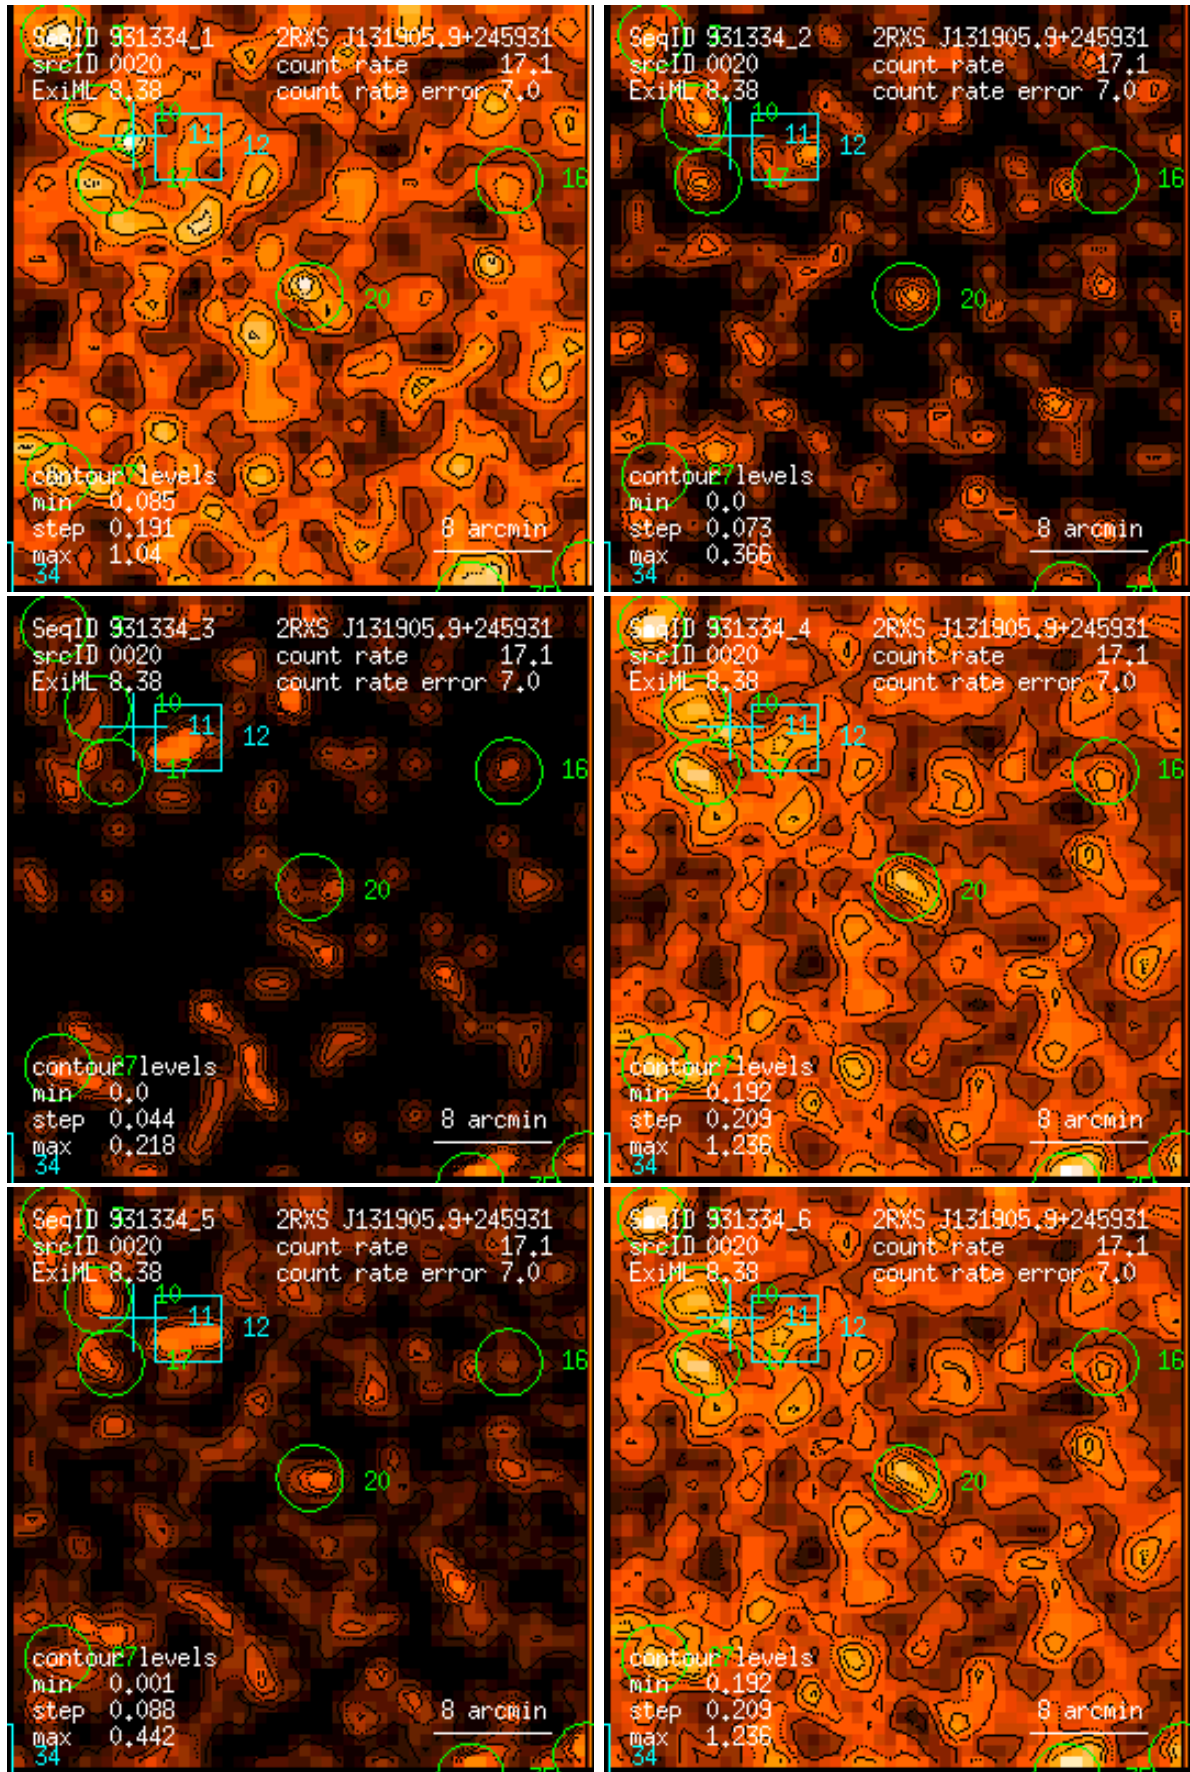 SeqID 931334_1 2RXS J131905.9+245931
srcID 0020 count rate 17.1
ExiML 8.38 count rate error 7.0
10
11 12
17 16
20
contour levels
27
min 0.085
step 0.191 8 arcmin
max 1.04
34
SeqID 931334_2 2RXS J131905.9+245931
srcID 0020 count rate 17.1
ExiML 8.38 count rate error 7.0
10
11 12
17 16
20
contour levels
27
min 0.0
step 0.073 8 arcmin
max 0.366
34
SeqID 931334_3 2RXS J131905.9+245931
srcID 0020 count rate 17.1
ExiML 8.38 count rate error 7.0
10
11 12
17 16
20
contour levels
27
min 0.0
step 0.044 8 arcmin
max 0.218
34
SeqID 931334_4 2RXS J131905.9+245931
srcID 0020 count rate 17.1
ExiML 8.38 count rate error 7.0
10
11 12
17 16
20
contour levels
27
min 0.192
step 0.209 8 arcmin
max 1.236
34
SeqID 931334_5 2RXS J131905.9+245931
srcID 0020 count rate 17.1
ExiML 8.38 count rate error 7.0
10
11 12
17 16
20
contour levels
27
min 0.001
step 0.088 8 arcmin
max 0.442
34
SeqID 931334_6 2RXS J131905.9+245931
srcID 0020 count rate 17.1
ExiML 8.38 count rate error 7.0
10
11 12
17 16
20
contour levels
27
min 0.192
step 0.209 8 arcmin
max 1.236
34